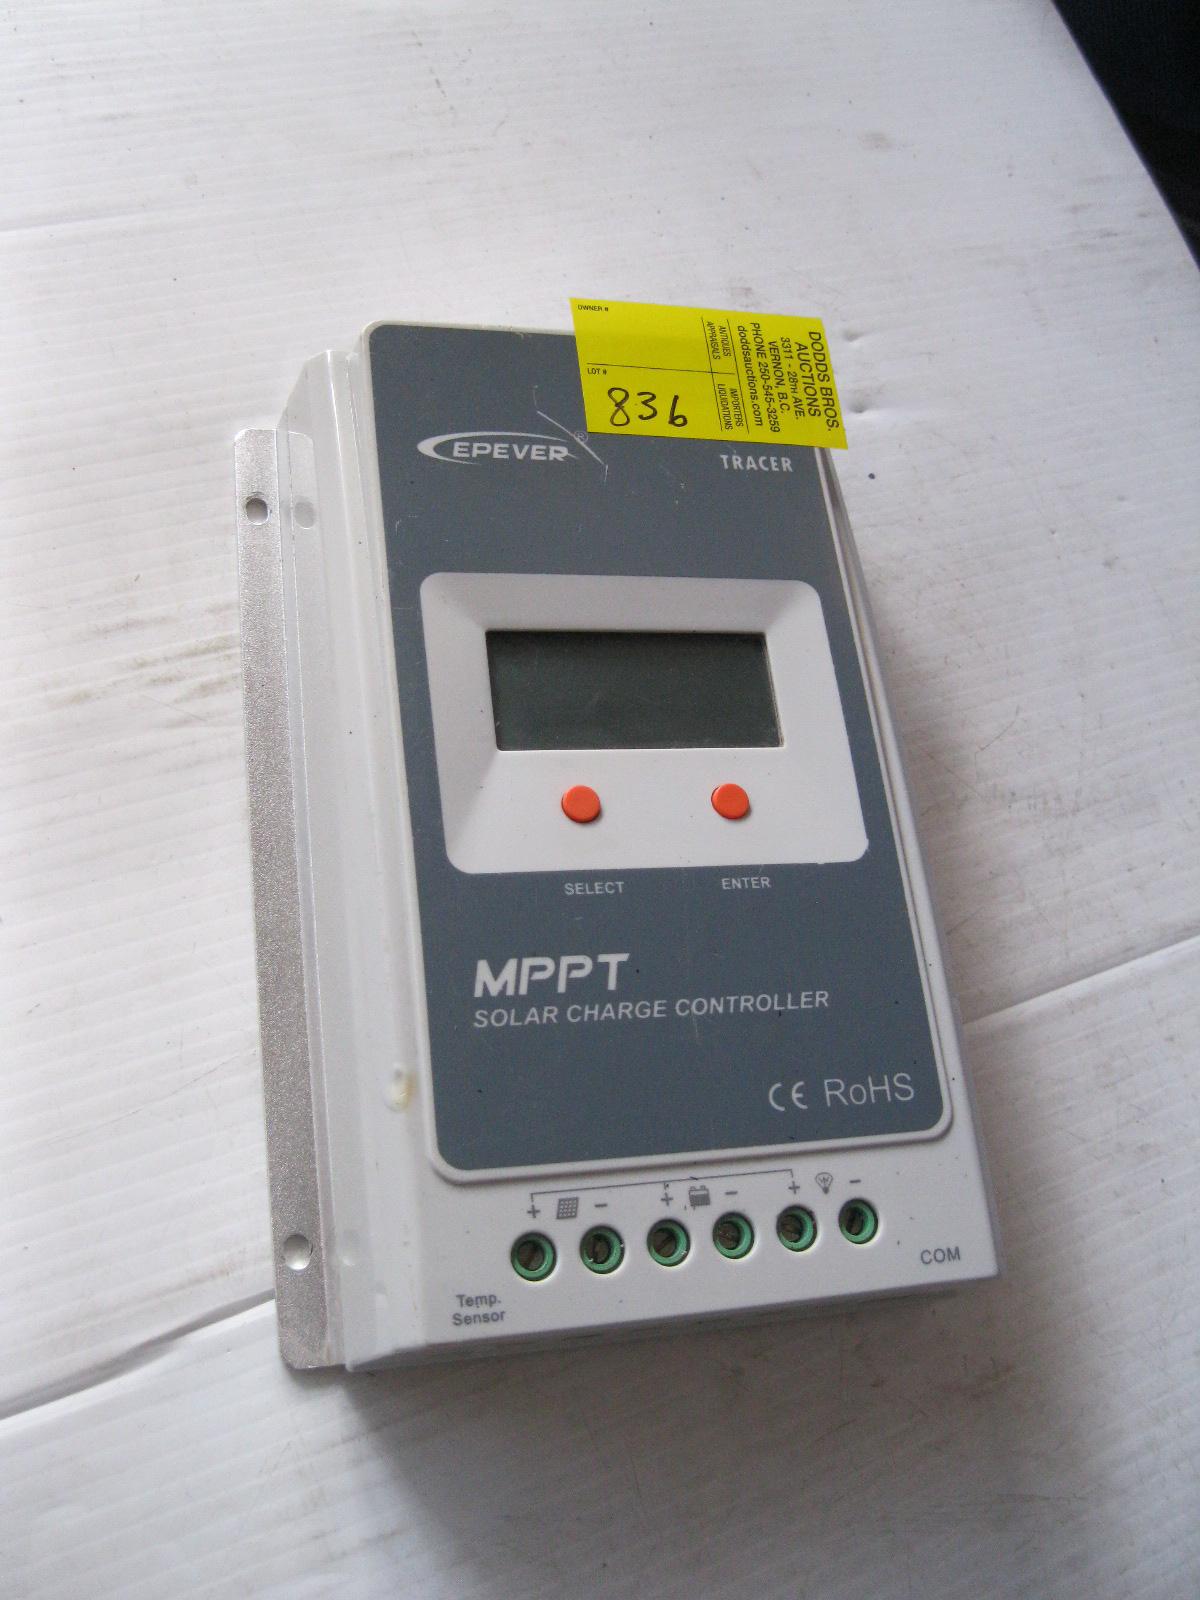 OWNER #
LOT #
836
ANTIQUES
APPRAISALS
IMPORTERS
LIQUIDATIONS
DODDS BROS.
AUCTIONS
3311 - 28TH AVE.
VERNON, B.C.
PHONE 250-545-3259
doddsauctions.com
EPEVER®
TRACER
SELECT
ENTER
MPPT
SOLAR CHARGE CONTROLLER
CE RoHS
+ − + − + −
Temp.
Sensor
COM